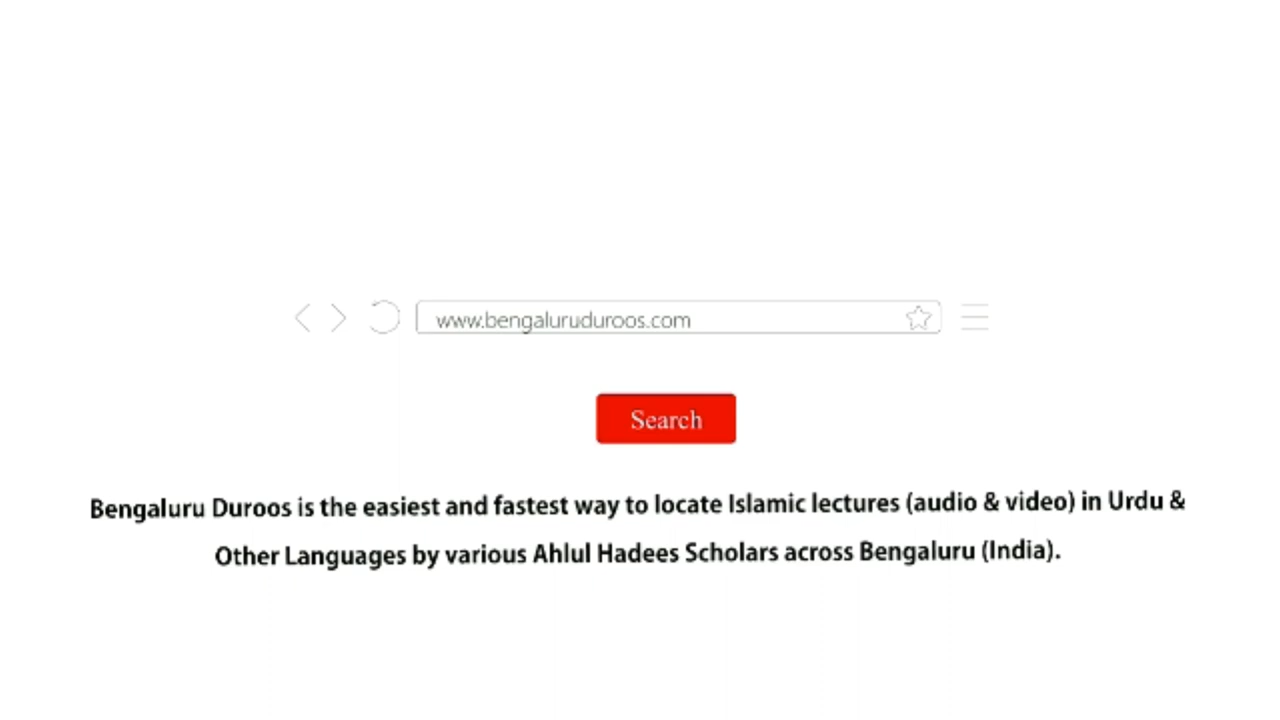 www.bengaluruduroos.com
Search
Bengaluru Duroos is the easiest and fastest way to locate Islamic lectures (audio & video) in Urdu &
Other Languages by various Ahlul Hadees Scholars across Bengaluru (India).